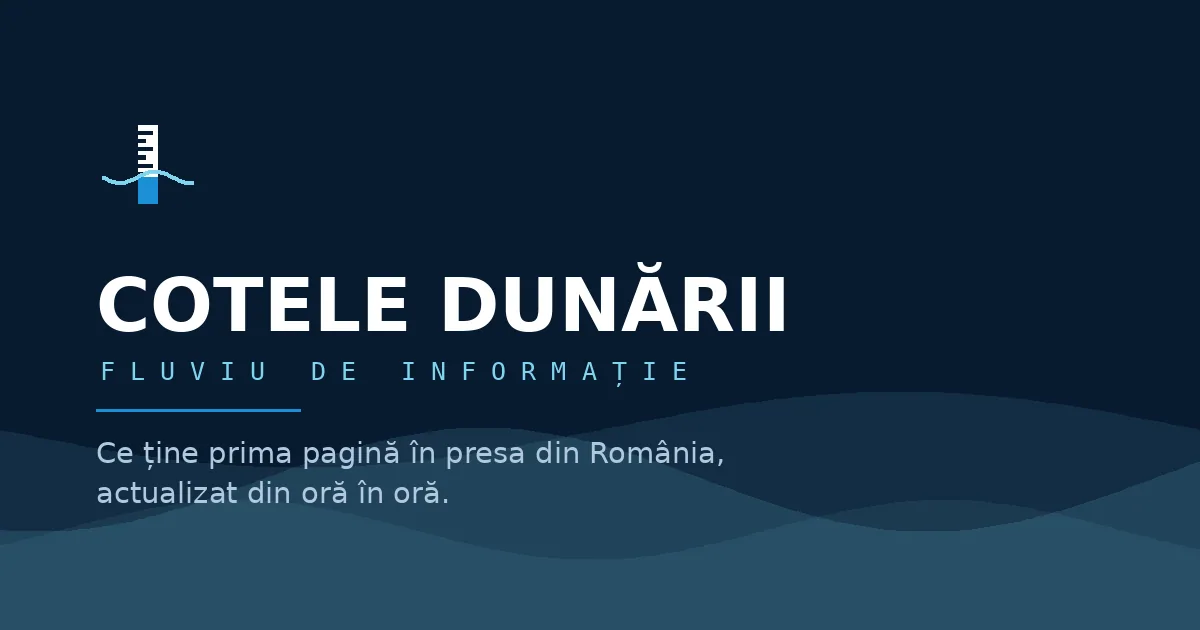 COTELE DUNĂRII
FLUVIU DE INFORMAȚIE
Ce ține prima pagină în presa din România,
actualizat din oră în oră.